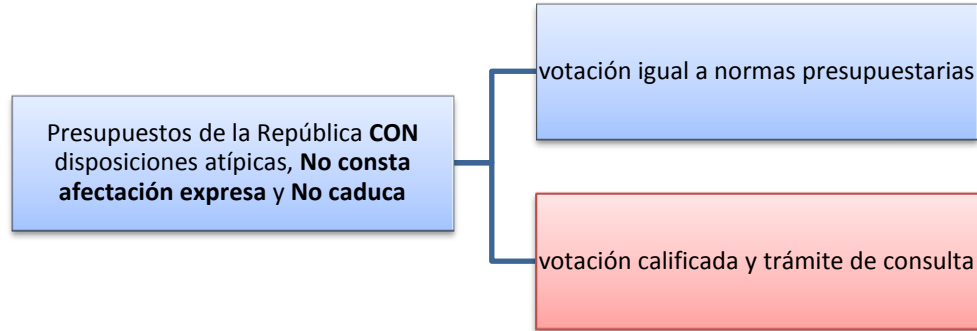 Presupuestos de la República CON
disposiciones atípicas, No consta
afectación expresa y No caduca
votación igual a normas presupuestarias
votación calificada y trámite de consulta